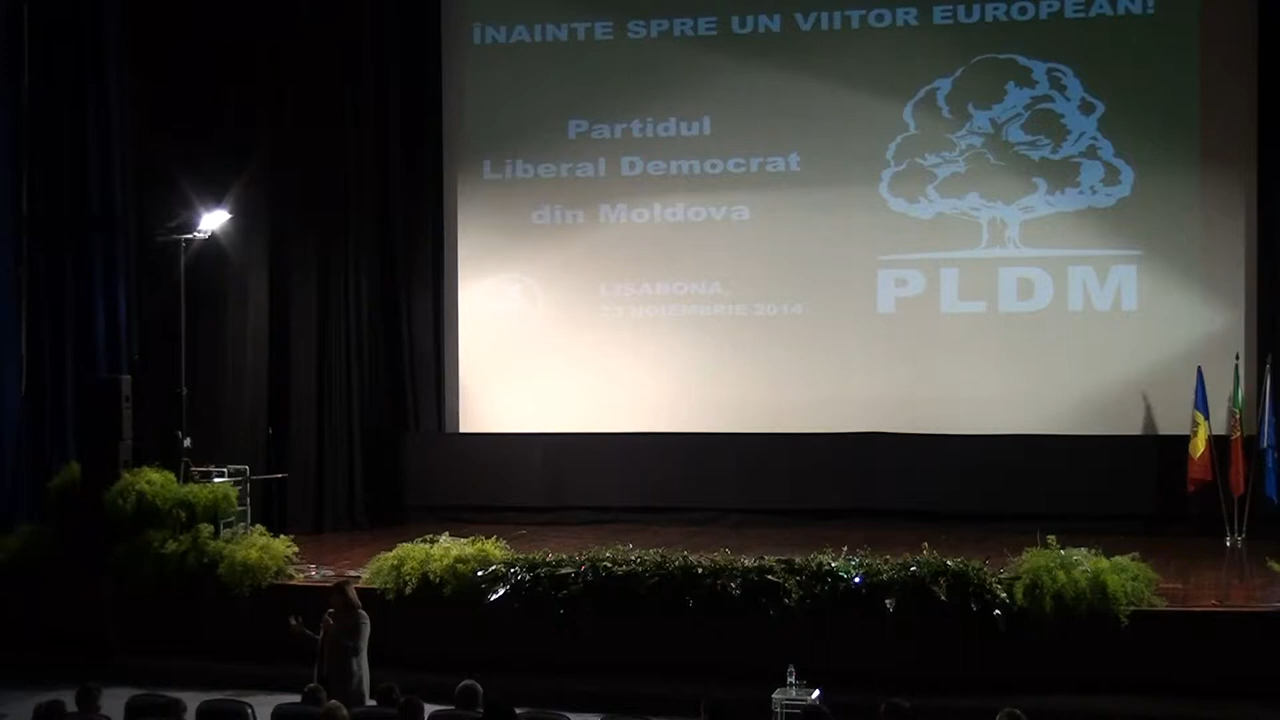 ÎNAINTE SPRE UN VIITOR EUROPEAN!
Partidul
Liberal Democrat
din Moldova
LISABONA,
23 NOIEMBRIE 2014
PLDM